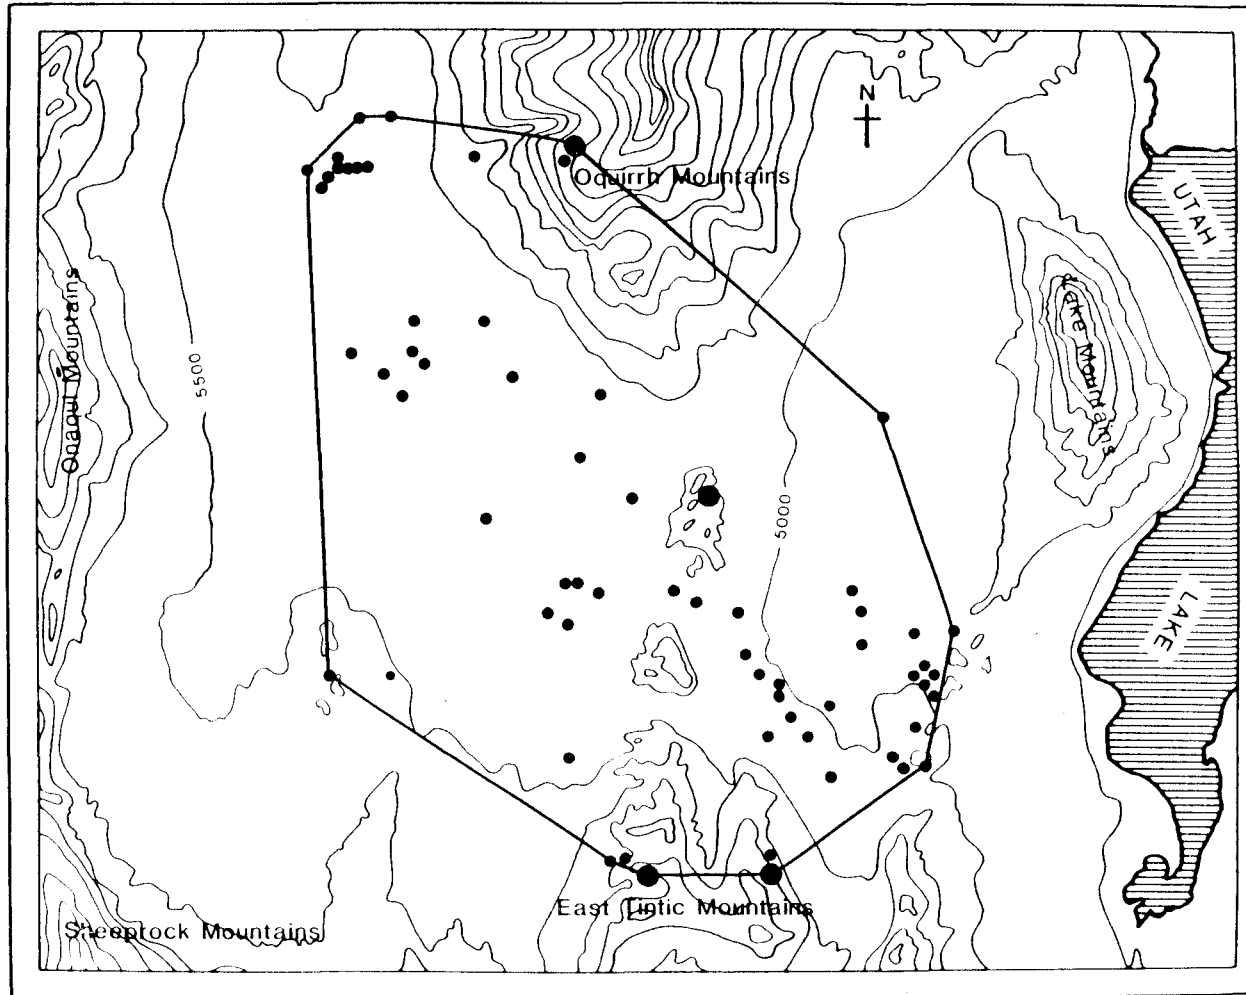 N
Oquirrh Mountains
UTAH
Lake Mountains
Onaqui Mountains
5500
5000
LAKE
East Tintic Mountains
Sheeprock Mountains